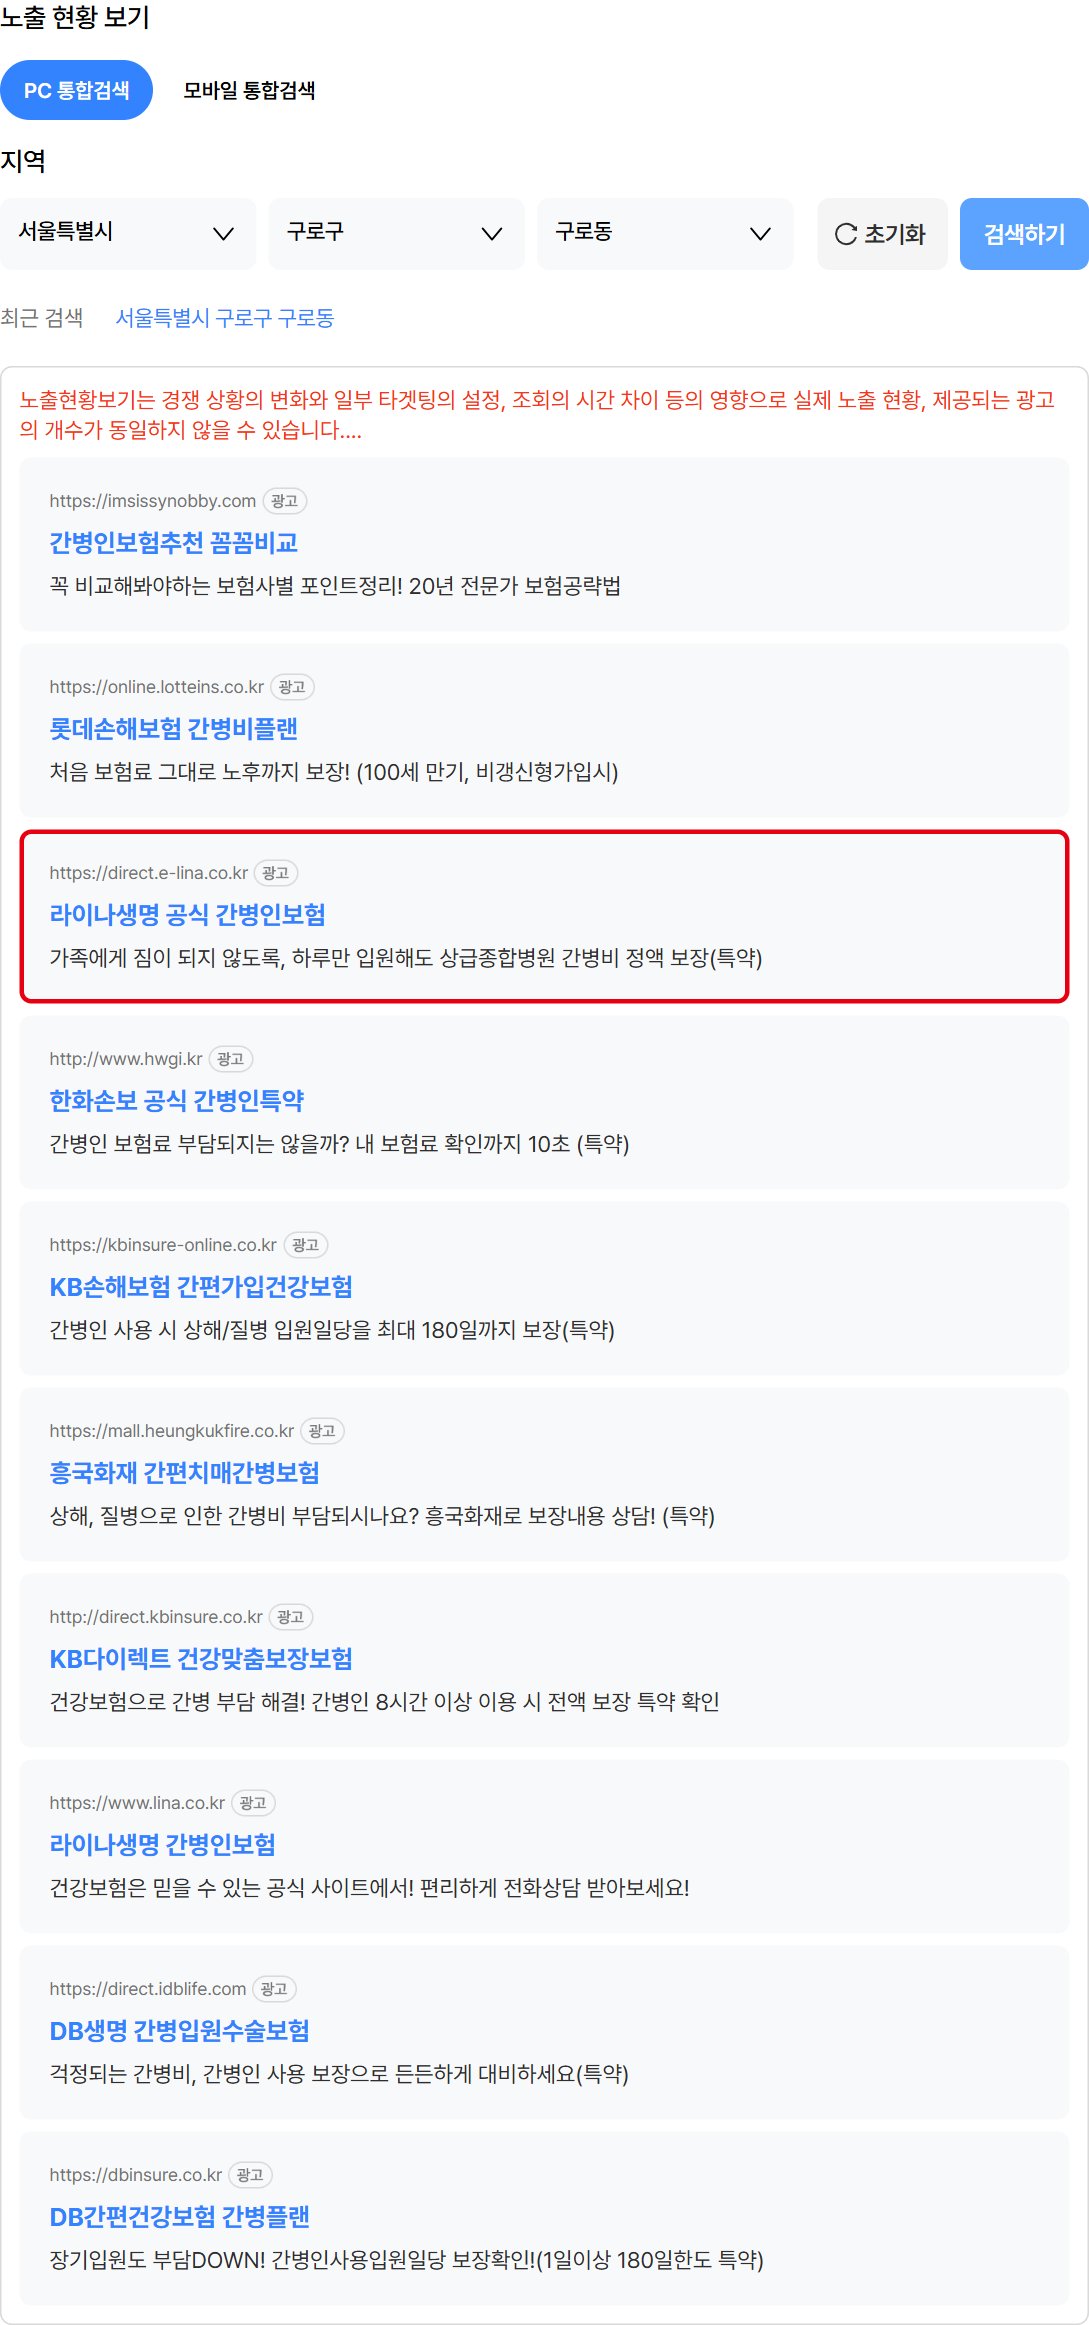 노출 현황 보기
PC 통합검색 모바일 통합검색
지역
서울특별시 구로구 구로동 초기화 검색하기
최근 검색 서울특별시 구로구 구로동
노출현황보기는 경쟁 상황의 변화와 일부 타겟팅의 설정, 조회의 시간 차이 등의 영향으로 실제 노출 현황, 제공되는 광고
의 개수가 동일하지 않을 수 있습니다....
https://imsissynobby.com 광고
간병인보험추천 꼼꼼비교
꼭 비교해봐야하는 보험사별 포인트정리! 20년 전문가 보험공략법
https://online.lotteins.co.kr 광고
롯데손해보험 간병비플랜
처음 보험료 그대로 노후까지 보장! (100세 만기, 비갱신형가입시)
https://direct.e-lina.co.kr 광고
라이나생명 공식 간병인보험
가족에게 짐이 되지 않도록, 하루만 입원해도 상급종합병원 간병비 정액 보장(특약)
http://www.hwgi.kr 광고
한화손보 공식 간병인특약
간병인 보험료 부담되지는 않을까? 내 보험료 확인까지 10초 (특약)
https://kbinsure-online.co.kr 광고
KB손해보험 간편가입건강보험
간병인 사용 시 상해/질병 입원일당을 최대 180일까지 보장(특약)
https://mall.heungkukfire.co.kr 광고
흥국화재 간편치매간병보험
상해, 질병으로 인한 간병비 부담되시나요? 흥국화재로 보장내용 상담! (특약)
http://direct.kbinsure.co.kr 광고
KB다이렉트 건강맞춤보장보험
건강보험으로 간병 부담 해결! 간병인 8시간 이상 이용 시 전액 보장 특약 확인
https://www.lina.co.kr 광고
라이나생명 간병인보험
건강보험은 믿을 수 있는 공식 사이트에서! 편리하게 전화상담 받아보세요!
https://direct.idblife.com 광고
DB생명 간병입원수술보험
걱정되는 간병비, 간병인 사용 보장으로 든든하게 대비하세요(특약)
https://dbinsure.co.kr 광고
DB간편건강보험 간병플랜
장기입원도 부담DOWN! 간병인사용입원일당 보장확인!(1일이상 180일한도 특약)